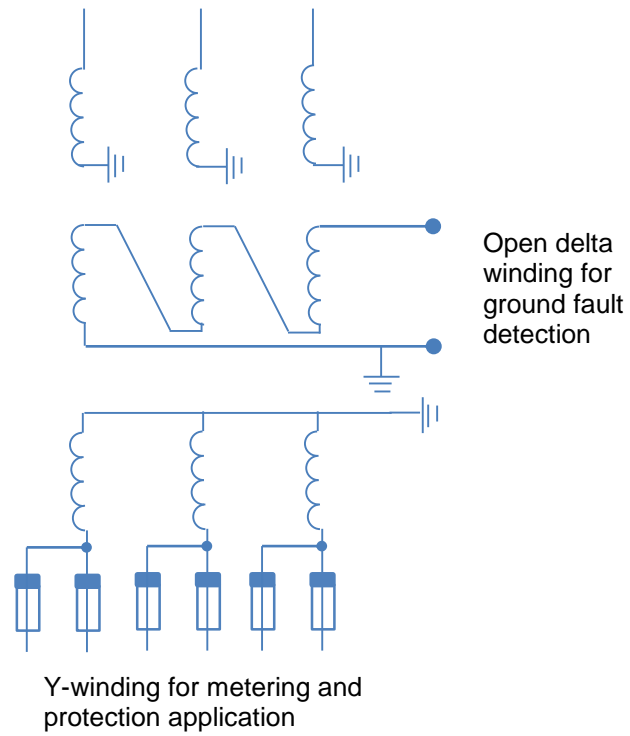 Open delta
winding for
ground fault
detection
Y-winding for metering and
protection application